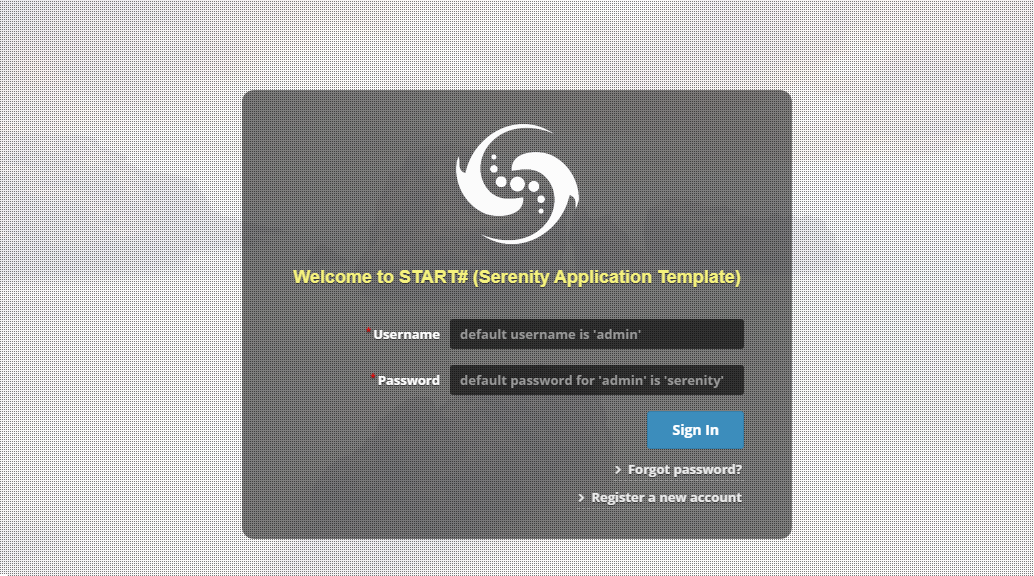 Welcome to START# (Serenity Application Template)
*Username default username is 'admin'
*Password default password for 'admin' is 'serenity'
Sign In
Forgot password?
Register a new account